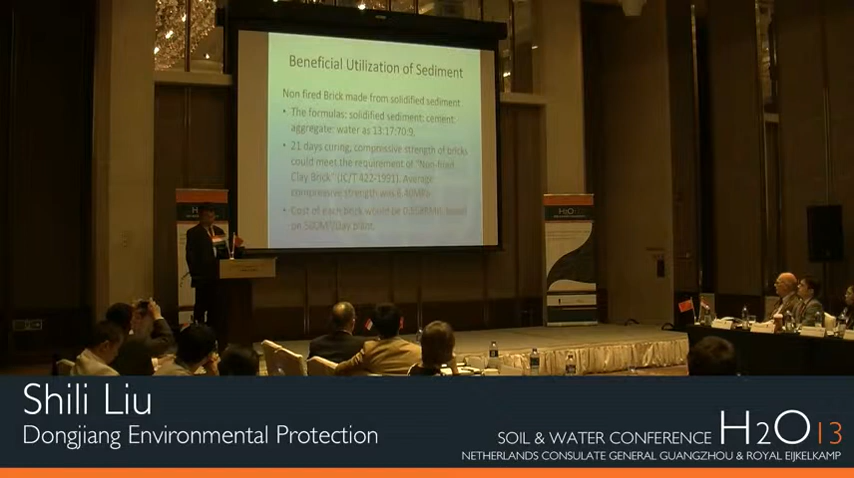 Beneficial Utilization of Sediment
Non fired Brick made from solidified sediment
• The formulas: solidified sediment: cement:
aggregate: water as 13:17:70:9.
• 21 days curing, compressive strength of bricks
could meet the requirement of "Non-fired
Clay Brick" (JC/T 422-1991). Average
compressive strength was
• Cost of each brick would be based
on
H2O
Shili Liu
Dongjiang Environmental Protection
SOIL & WATER CONFERENCE H2O13
NETHERLANDS CONSULATE GENERAL GUANGZHOU & ROYAL EIJKELKAMP